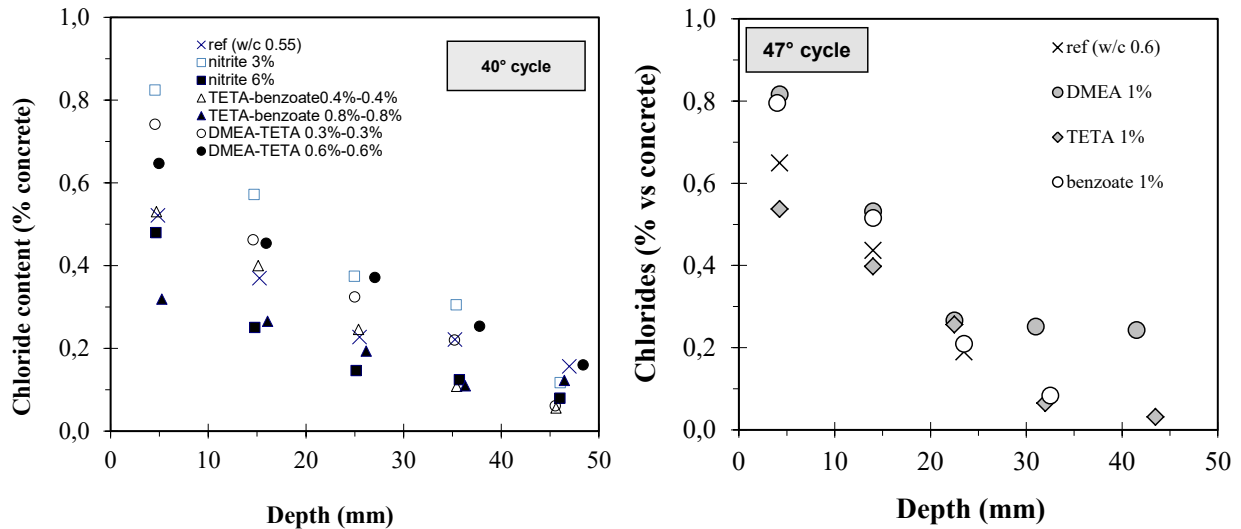 1,0
0,8
0,6
0,4
0,2
0,0
0
10
20
30
40
50
Chloride content (% concrete)
Depth (mm)
ref (w/c 0.55)
nitrite 3%
nitrite 6%
TETA-benzoate0.4%-0.4%
TETA-benzoate 0.8%-0.8%
DMEA-TETA 0.3%-0.3%
DMEA-TETA 0.6%-0.6%
40° cycle
1,0
0,8
0,6
0,4
0,2
0,0
0
10
20
30
40
50
Chlorides (% vs concrete)
Depth (mm)
47° cycle
ref (w/c 0.6)
DMEA 1%
TETA 1%
benzoate 1%